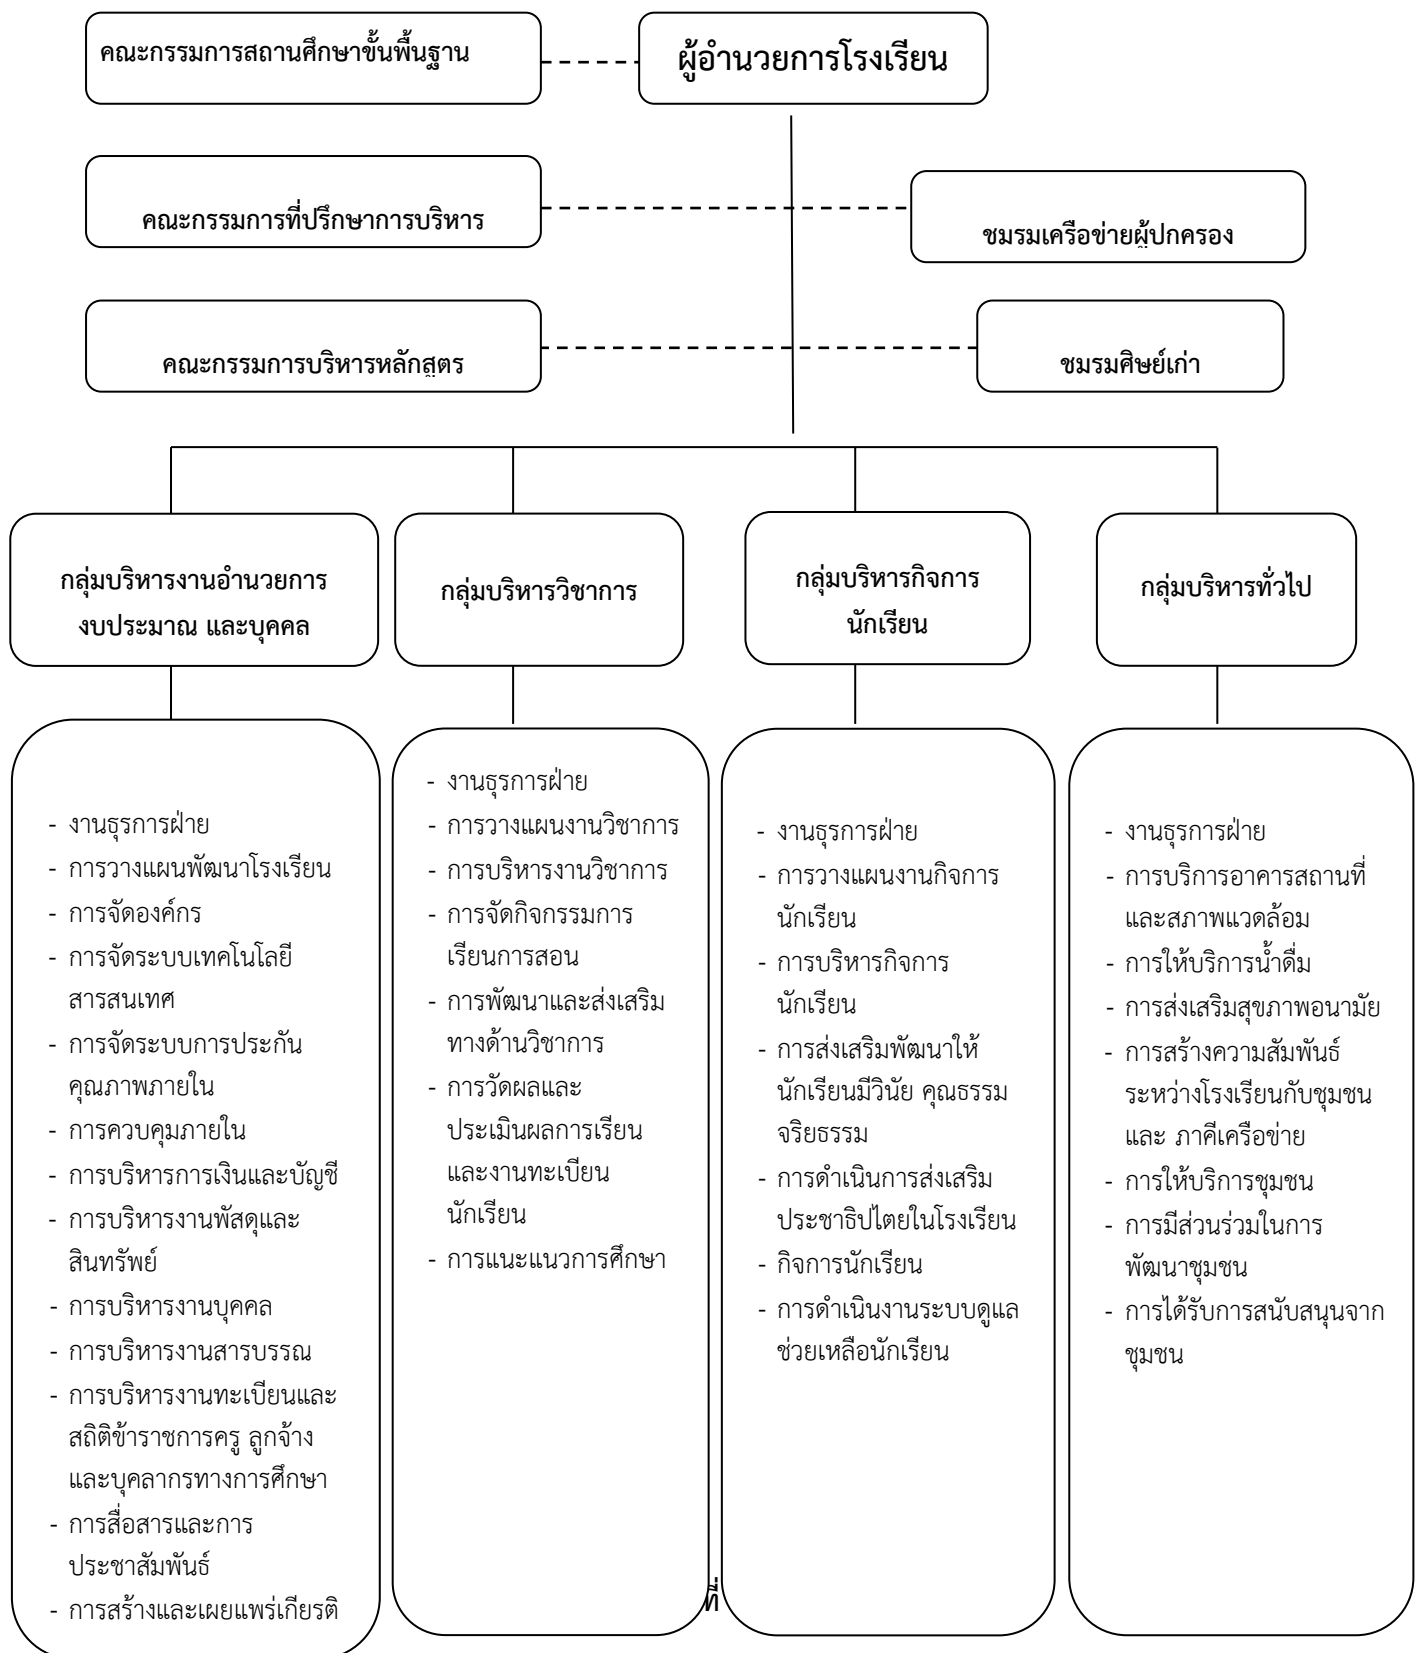 คณะกรรมการสถานศึกษาขั้นพื้นฐาน
ผู้อำนวยการโรงเรียน
คณะกรรมการที่ปรึกษาการบริหาร
ชมรมเครือข่ายผู้ปกครอง
คณะกรรมการบริหารหลักสูตร
ชมรมศิษย์เก่า
กลุ่มบริหารงานอำนวยการ
งบประมาณ และบุคคล
กลุ่มบริหารวิชาการ
กลุ่มบริหารกิจการ
นักเรียน
กลุ่มบริหารทั่วไป
- งานธุรการฝ่าย
- การวางแผนพัฒนาโรงเรียน
- การจัดองค์กร
- การจัดระบบเทคโนโลยี
สารสนเทศ
- การจัดระบบการประกัน
คุณภาพภายใน
- การควบคุมภายใน
- การบริหารการเงินและบัญชี
- การบริหารงานพัสดุและ
สินทรัพย์
- การบริหารงานบุคคล
- การบริหารงานสารบรรณ
- การบริหารงานทะเบียนและ
สถิติข้าราชการครู ลูกจ้าง
และบุคลากรทางการศึกษา
- การสื่อสารและการ
ประชาสัมพันธ์
- การสร้างและเผยแพร่เกียรติ
- งานธุรการฝ่าย
- การวางแผนงานวิชาการ
- การบริหารงานวิชาการ
- การจัดกิจกรรมการ
เรียนการสอน
- การพัฒนาและส่งเสริม
ทางด้านวิชาการ
- การวัดผลและ
ประเมินผลการเรียน
และงานทะเบียน
นักเรียน
- การแนะแนวการศึกษา
- งานธุรการฝ่าย
- การวางแผนงานกิจการ
นักเรียน
- การบริหารกิจการ
นักเรียน
- การส่งเสริมพัฒนาให้
นักเรียนมีวินัย คุณธรรม
จริยธรรม
- การดำเนินการส่งเสริม
ประชาธิปไตยในโรงเรียน
- กิจการนักเรียน
- การดำเนินงานระบบดูแล
ช่วยเหลือนักเรียน
- งานธุรการฝ่าย
- การบริการอาคารสถานที่
และสภาพแวดล้อม
- การให้บริการน้ำดื่ม
- การส่งเสริมสุขภาพอนามัย
- การสร้างความสัมพันธ์
ระหว่างโรงเรียนกับชุมชน
และ ภาคีเครือข่าย
- การให้บริการชุมชน
- การมีส่วนร่วมในการ
พัฒนาชุมชน
- การได้รับการสนับสนุนจาก
ชุมชน
ที่